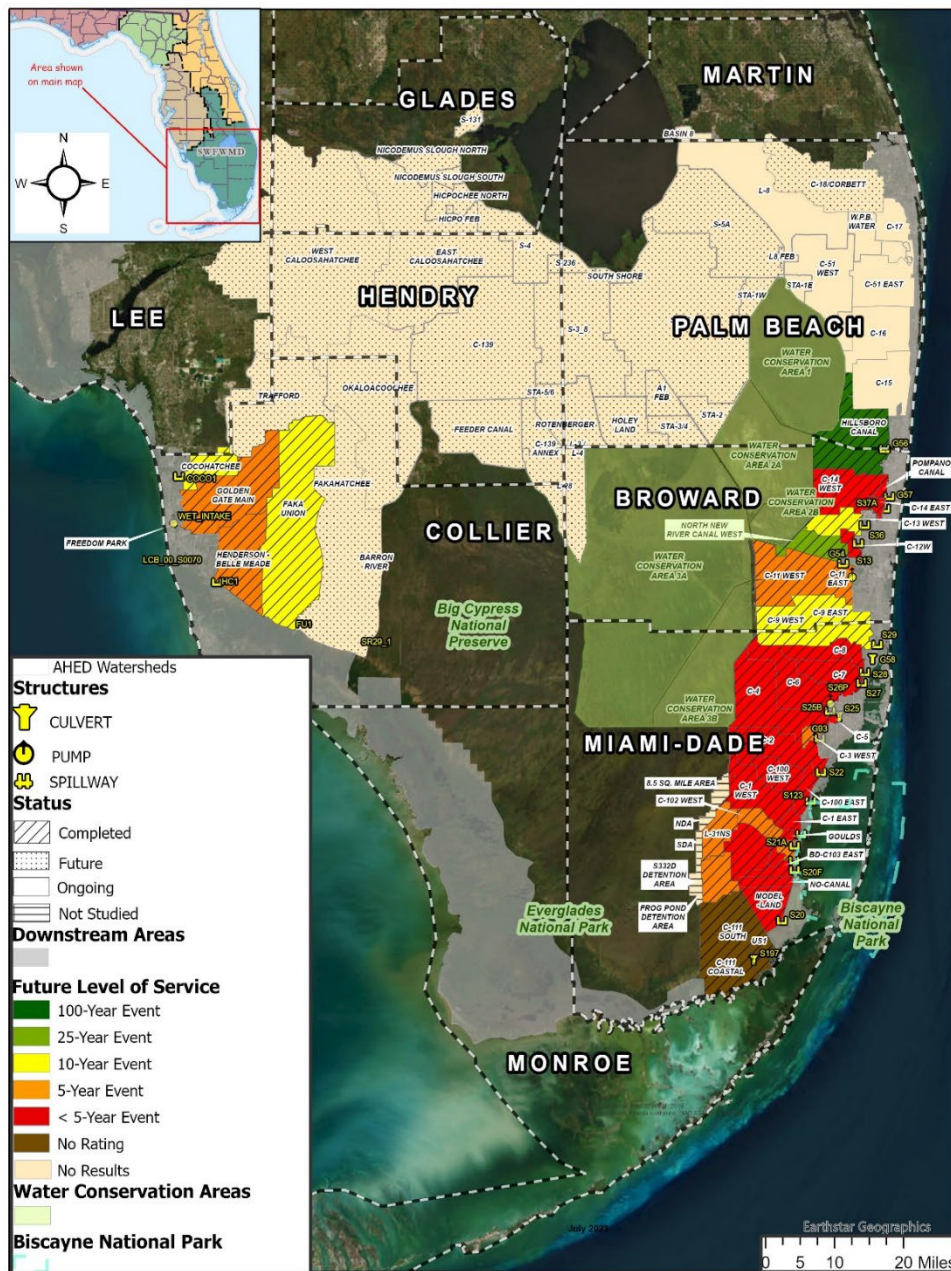 Area shown
on main map
SWFWMD
N
W
E
S
GLADES
MARTIN
S-131
BASIN 8
NICODEMUS SLOUGH NORTH
NICODEMUS SLOUGH SOUTH
HICPOCHEE NORTH
HICPO FEB
L-8
C-18/CORBETT
W.P.B.
WATER
C-17
S-5A
WEST
CALOOSAHATCHEE
EAST
CALOOSAHATCHEE
S-4
S-236
SOUTH SHORE
L8 FEB
C-51
WEST
C-51 EAST
STA-1W
STA-1E
LEE
HENDRY
PALM BEACH
C-139
S-3_8
C-16
WATER
CONSERVATION
AREA 1
C-15
TRAFFORD
OKALOACOOCHEE
STA-5/6
A1
FEB
STA-2
FEEDER CANAL
ROTENBERGER
HOLEY
LAND
STA-3/4
C-139
ANNEX
L-4
L-28
HILLSBORO
CANAL
G56
COCOHATCHEE
COCO1
GOLDEN
GATE MAIN
FAKAHATCHEE
FAKA
UNION
WET_INTAKE
FREEDOM PARK
HENDERSON -
BELLE MEADE
LCB_00_S0070
HC1
FU1
BARRON
RIVER
SR29_1
COLLIER
BROWARD
WATER
CONSERVATION
AREA 2A
WATER
CONSERVATION
AREA 2B
C-14
WEST
POMPANO
CANAL
G57
S37A
C-14 EAST
C-13 WEST
S36
C-12W
NORTH NEW
RIVER CANAL WEST
G54
S13
WATER
CONSERVATION
AREA 3A
C-11 WEST
C-11
EAST
C-9 EAST
C-9 WEST
Big Cypress
National
Preserve
WATER
CONSERVATION
AREA 3B
S29
C-8
G58
S28
C-7
S27
C-4
C-6
S26P
S25B
S25
C-5
G93
C-3 WEST
MIAMI-DADE
C-2
S22
8.5 SQ. MILE AREA
C-100
WEST
C-1
WEST
S123
C-100 EAST
C-102 WEST
C-1 EAST
NDA
L-31NS
GOULDS
SDA
S21A
BD-C103 EAST
S332D
DETENTION
AREA
S20F
NO-CANAL
FROG POND
DETENTION
AREA
MODEL
LAND
Everglades
National Park
Biscayne
National
Park
S20
C-111
SOUTH
US1
C-111
COASTAL
S197
MONROE
AHED Watersheds
Structures
CULVERT
PUMP
SPILLWAY
Status
Completed
Future
Ongoing
Not Studied
Downstream Areas
Future Level of Service
100-Year Event
25-Year Event
10-Year Event
5-Year Event
< 5-Year Event
No Rating
No Results
Water Conservation Areas
Biscayne National Park
Earthstar Geographics
0 5 10 20 Miles